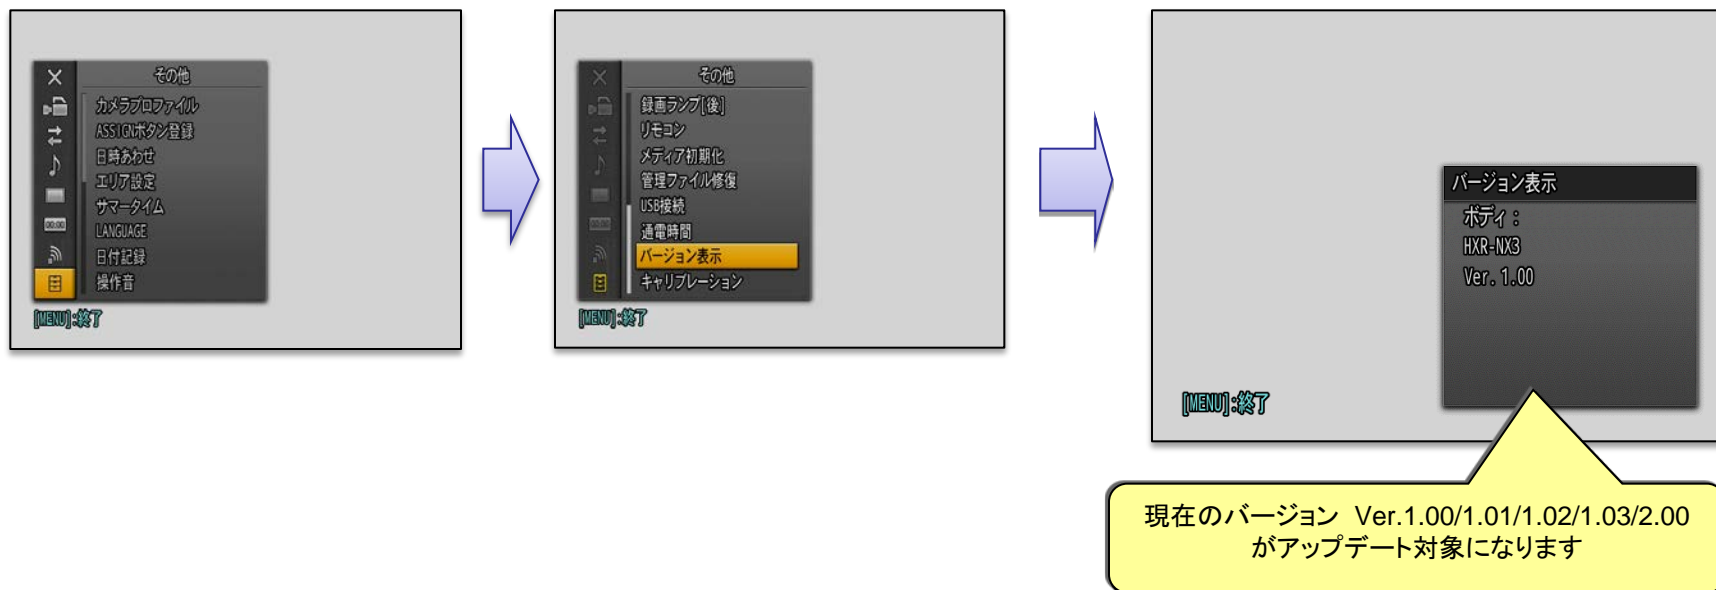 その他
カメラプロファイル
ASSIGNボタン登録
日時あわせ
エリア設定
サマータイム
LANGUAGE
日付記録
操作音
[MENU]:終了
その他
録画ランプ[後]
リモコン
メディア初期化
管理ファイル修復
USB接続
通電時間
バージョン表示
キャリブレーション
[MENU]:終了
バージョン表示
ボディ:
HXR-NX3
Ver.1.00
[MENU]:終了
現在のバージョン Ver.1.00/1.01/1.02/1.03/2.00
がアップデート対象になります